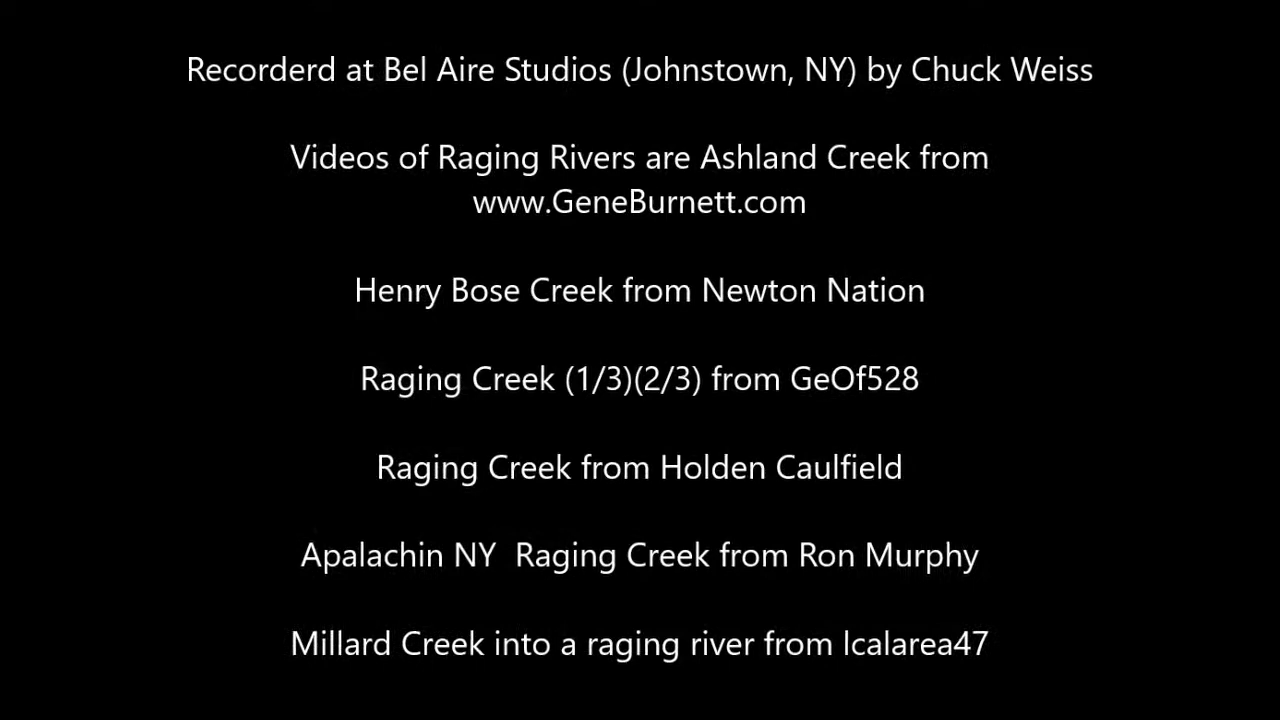 Recorderd at Bel Aire Studios (Johnstown, NY) by Chuck Weiss
Videos of Raging Rivers are Ashland Creek from
www.GeneBurnett.com
Henry Bose Creek from Newton Nation
Raging Creek (1/3)(2/3) from GeOf528
Raging Creek from Holden Caulfield
Apalachin NY  Raging Creek from Ron Murphy
Millard Creek into a raging river from lcalarea47